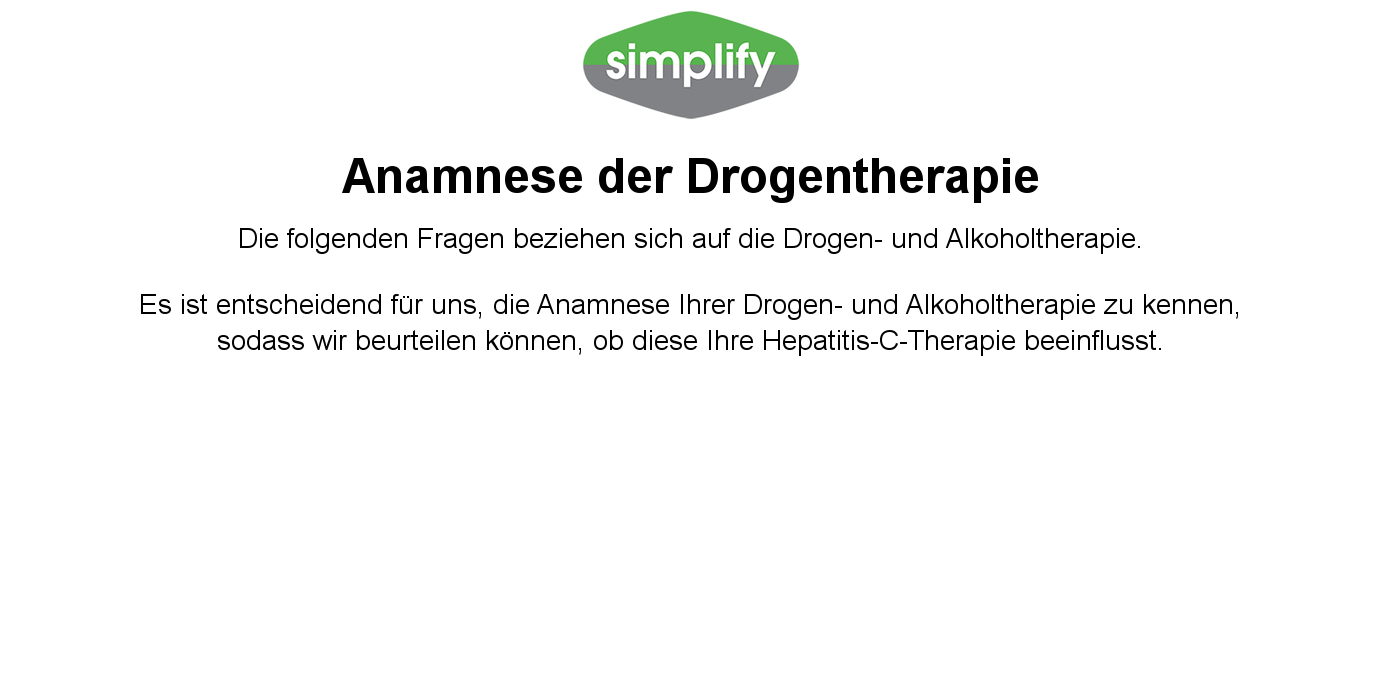 simplify
Anamnese der Drogentherapie
Die folgenden Fragen beziehen sich auf die Drogen- und Alkoholtherapie.
Es ist entscheidend für uns, die Anamnese Ihrer Drogen- und Alkoholtherapie zu kennen,
sodass wir beurteilen können, ob diese Ihre Hepatitis-C-Therapie beeinflusst.